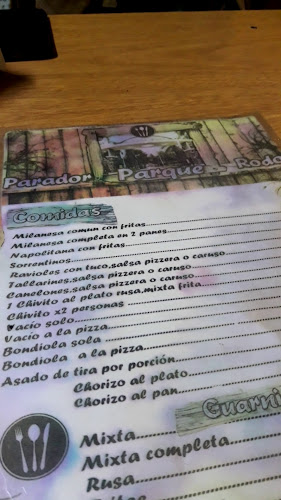 Parador Parque Rodo
Comidas
Milanesa comun con fritas
Milanesa completa en 2 panes
Napolitana con fritas
Sorrentinos
Ravioles con tuco,salsa pizzera o caruso
Tallarines,salsa pizzera o caruso
Canelones,salsa pizzera o caruso
1 Chivito al plato rusa,mixta frita
Chivito x2 personas
Vacio solo
Vacio a la pizza
Bondiola sola
Bondiola a la pizza
Asado de tira por porción
Chorizo al plato
Chorizo al pan
Guarni
Mixta
Mixta completa
Rusa